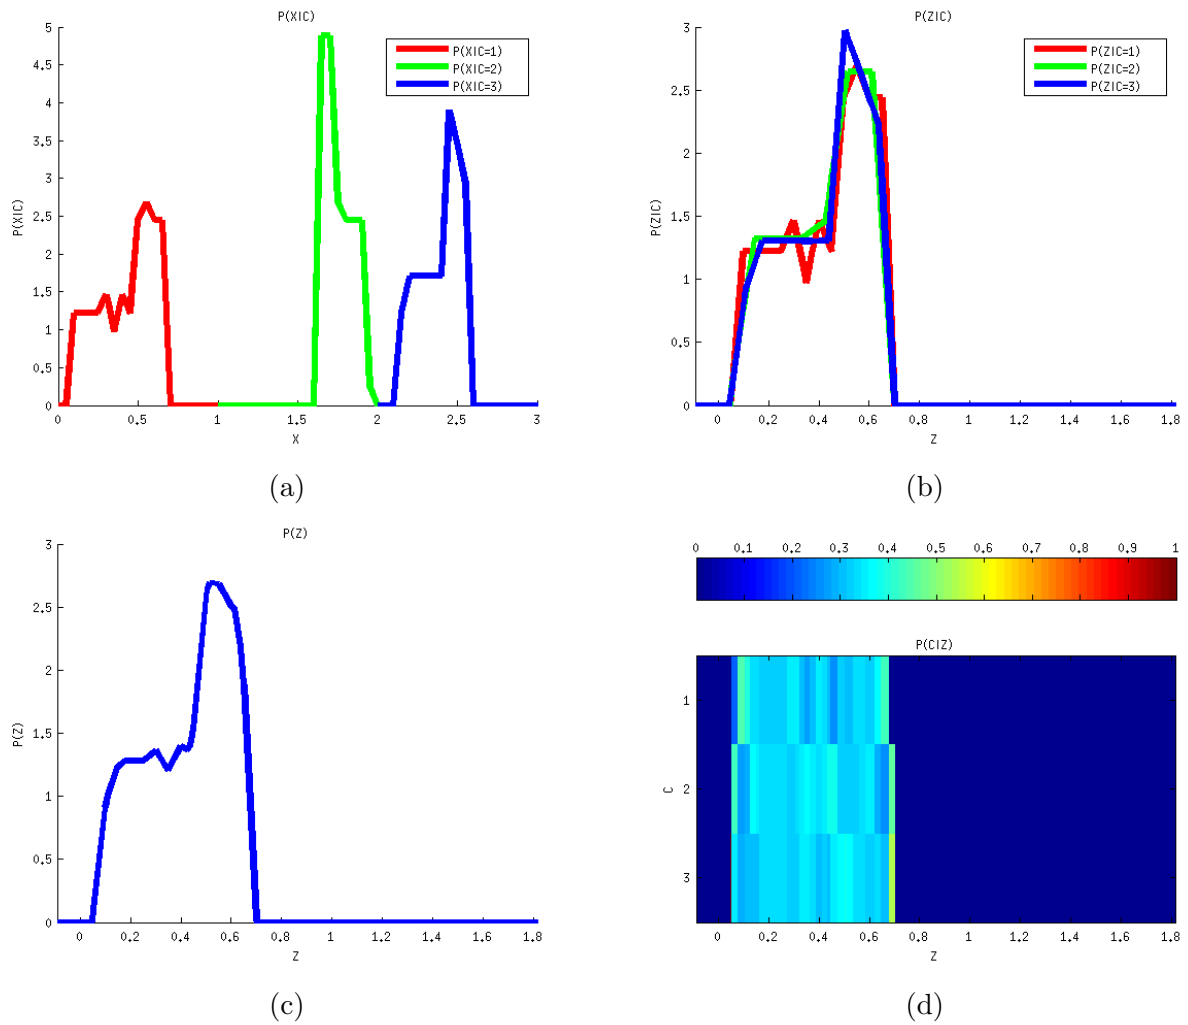 P(X|C)
5
4.5
4
3.5
3
2.5
2
1.5
1
0.5
0
P(X|C)
P(X|C=1)
P(X|C=2)
P(X|C=3)
0 0.5 1 1.5 2 2.5 3
X
(a)
P(Z|C)
3
2.5
2
1.5
1
0.5
0
P(Z|C)
P(Z|C=1)
P(Z|C=2)
P(Z|C=3)
0 0.2 0.4 0.6 0.8 1 1.2 1.4 1.6 1.8
Z
(b)
P(Z)
3
2.5
2
1.5
1
0.5
0
P(Z)
0 0.2 0.4 0.6 0.8 1 1.2 1.4 1.6 1.8
Z
(c)
0 0.1 0.2 0.3 0.4 0.5 0.6 0.7 0.8 0.9 1
P(C|Z)
1
2
3
C
0 0.2 0.4 0.6 0.8 1 1.2 1.4 1.6 1.8
Z
(d)